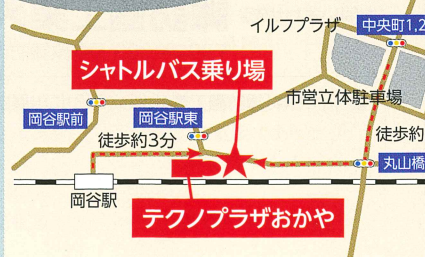 イルフプラザ
中央町1,2
シャトルバス乗り場
市営立体駐車場
岡谷駅前
岡谷駅東
徒歩約3分
徒歩約
丸山橋
岡谷駅
テクノプラザおかや